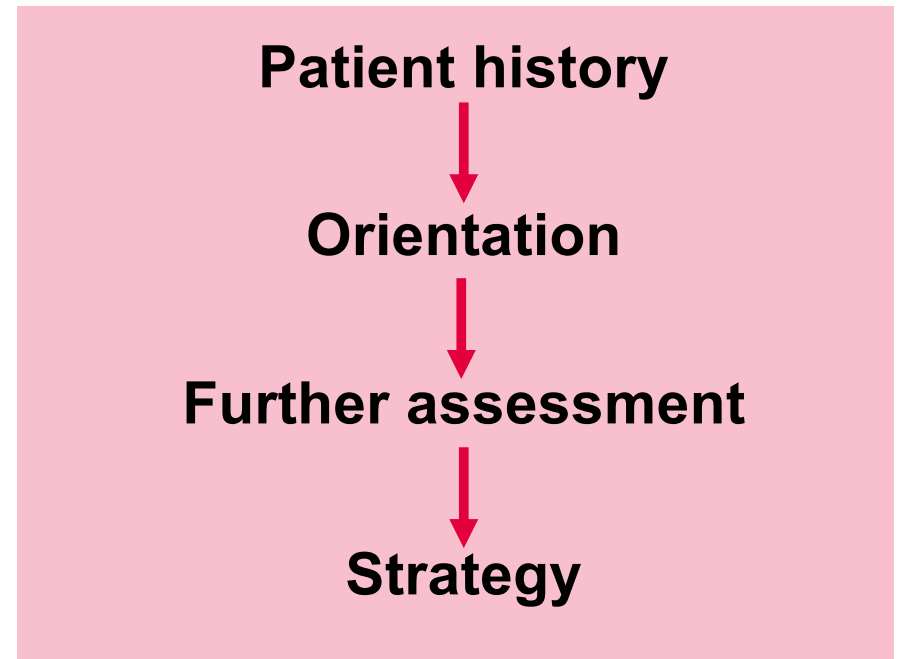 Patient history
Orientation
Further assessment
Strategy